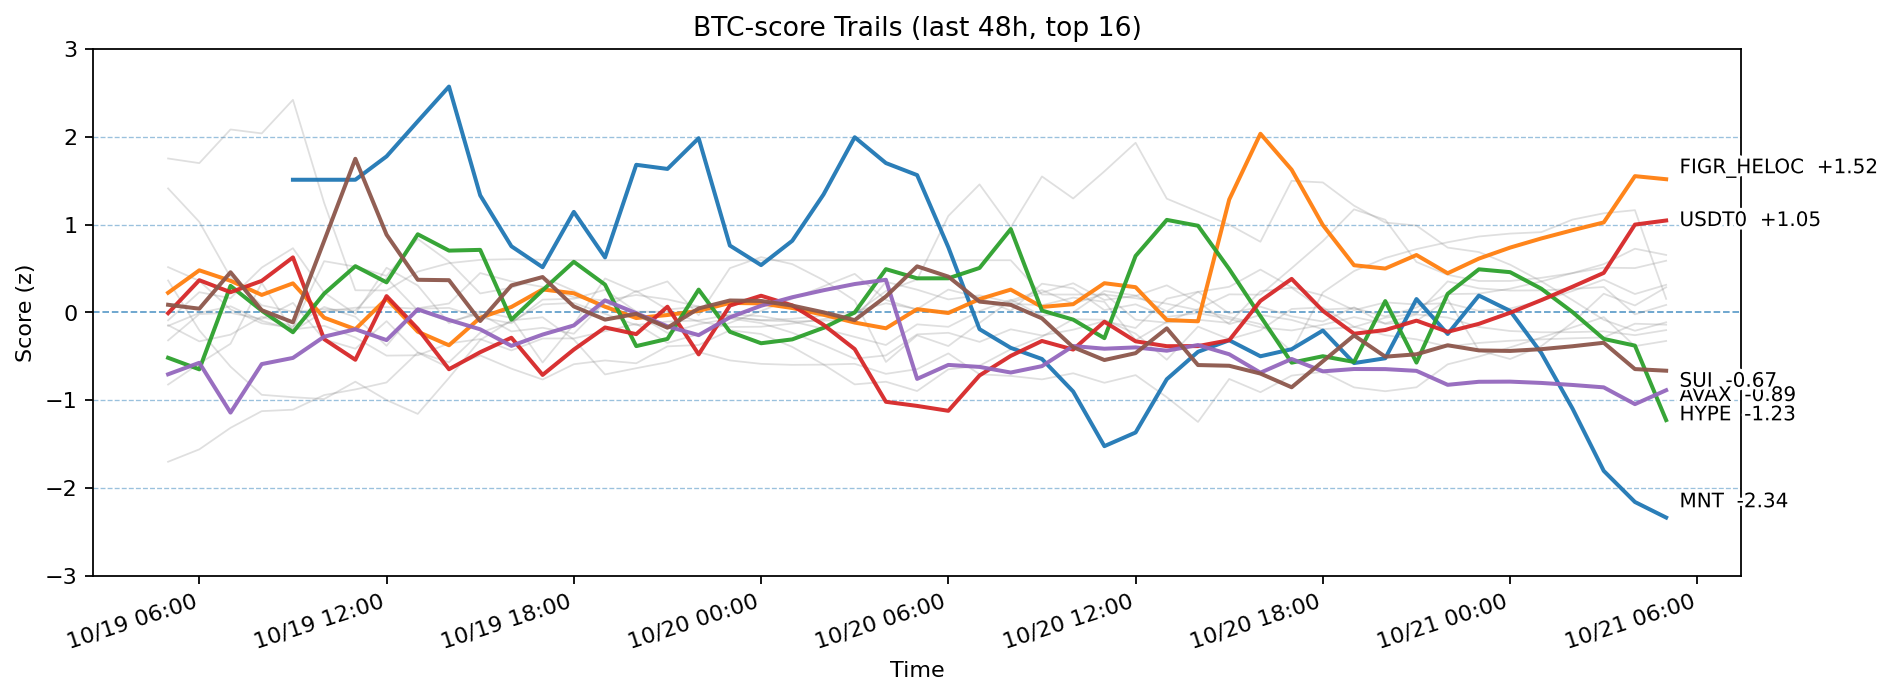 BTC-score Trails (last 48h, top 16)
3
2
1
0
−1
−2
−3
Score (z)
FIGR_HELOC +1.52
USDT0 +1.05
SUI -0.67
AVAX -0.89
HYPE -1.23
MNT -2.34
10/19 06:00
10/19 12:00
10/19 18:00
10/20 00:00
10/20 06:00
10/20 12:00
10/20 18:00
10/21 00:00
10/21 06:00
Time